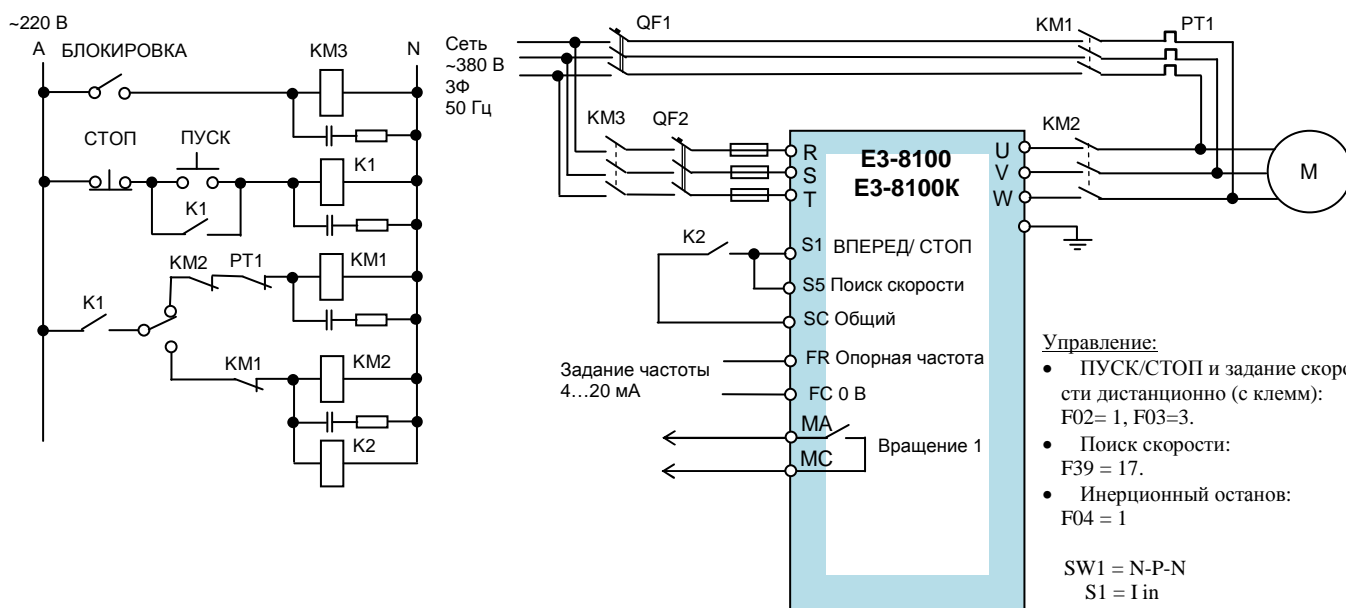 ~220 В
А
БЛОКИРОВКА
KM3
N
СТОП
ПУСК
K1
K1
KM2
PT1
KM1
K1
KM1
KM2
K2
Сеть
~380 В
3Ф
50 Гц
QF1
KM1
PT1
KM3
QF2
KM2
R
S
T
E3-8100
E3-8100К
U
V
W
M
K2
S1 ВПЕРЕД/ СТОП
S5 Поиск скорости
SC Общий
Задание частоты
4…20 мА
FR Опорная частота
FC 0 В
MA
MC
Вращение 1
Управление:
• ПУСК/СТОП и задание скоро
сти дистанционно (с клемм):
F02= 1, F03=3.
• Поиск скорости:
F39 = 17.
• Инерционный останов:
F04 = 1
SW1 = N-P-N
S1 = I in